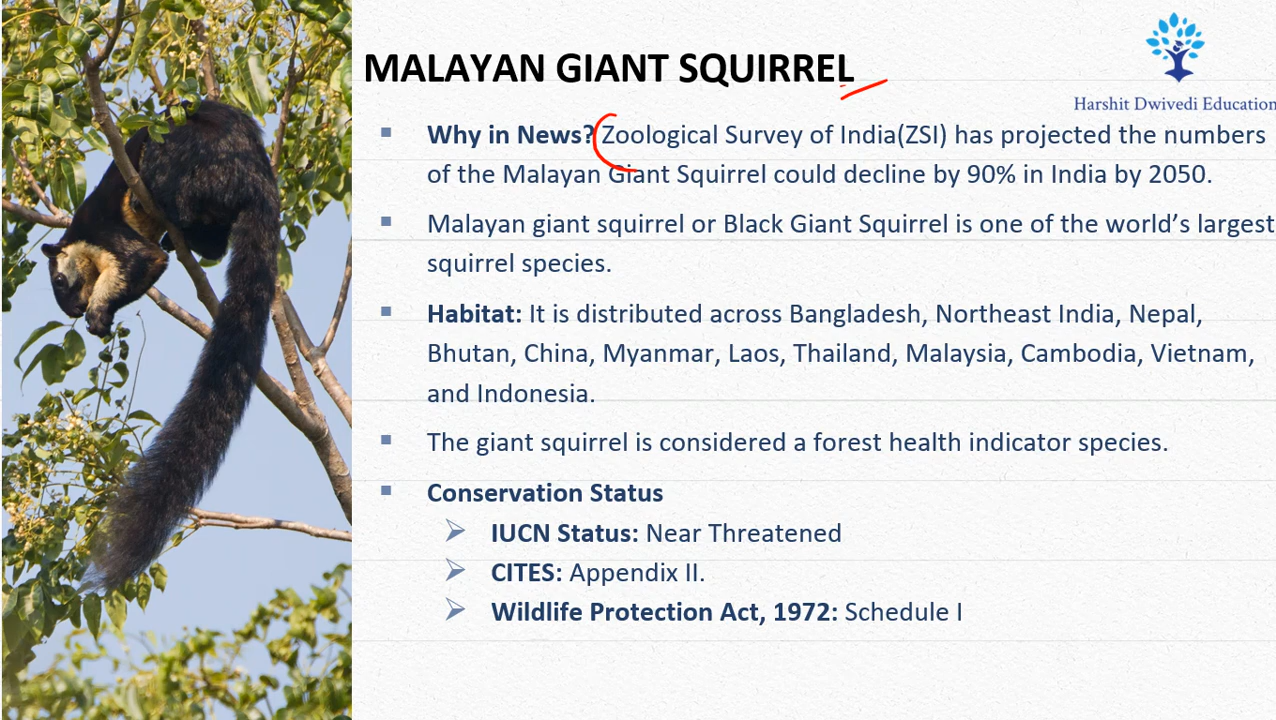 MALAYAN GIANT SQUIRREL
Harshit Dwivedi Education
Why in News? Zoological Survey of India(ZSI) has projected the numbers
of the Malayan Giant Squirrel could decline by 90% in India by 2050.
Malayan giant squirrel or Black Giant Squirrel is one of the world’s largest
squirrel species.
Habitat: It is distributed across Bangladesh, Northeast India, Nepal,
Bhutan, China, Myanmar, Laos, Thailand, Malaysia, Cambodia, Vietnam,
and Indonesia.
The giant squirrel is considered a forest health indicator species.
Conservation Status
IUCN Status: Near Threatened
CITES: Appendix II.
Wildlife Protection Act, 1972: Schedule I